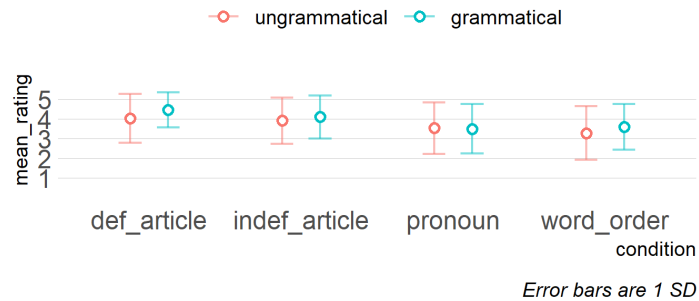 ungrammatical grammatical
mean_rating
5
4
3
2
1
def_article indef_article pronoun word_order
condition
Error bars are 1 SD